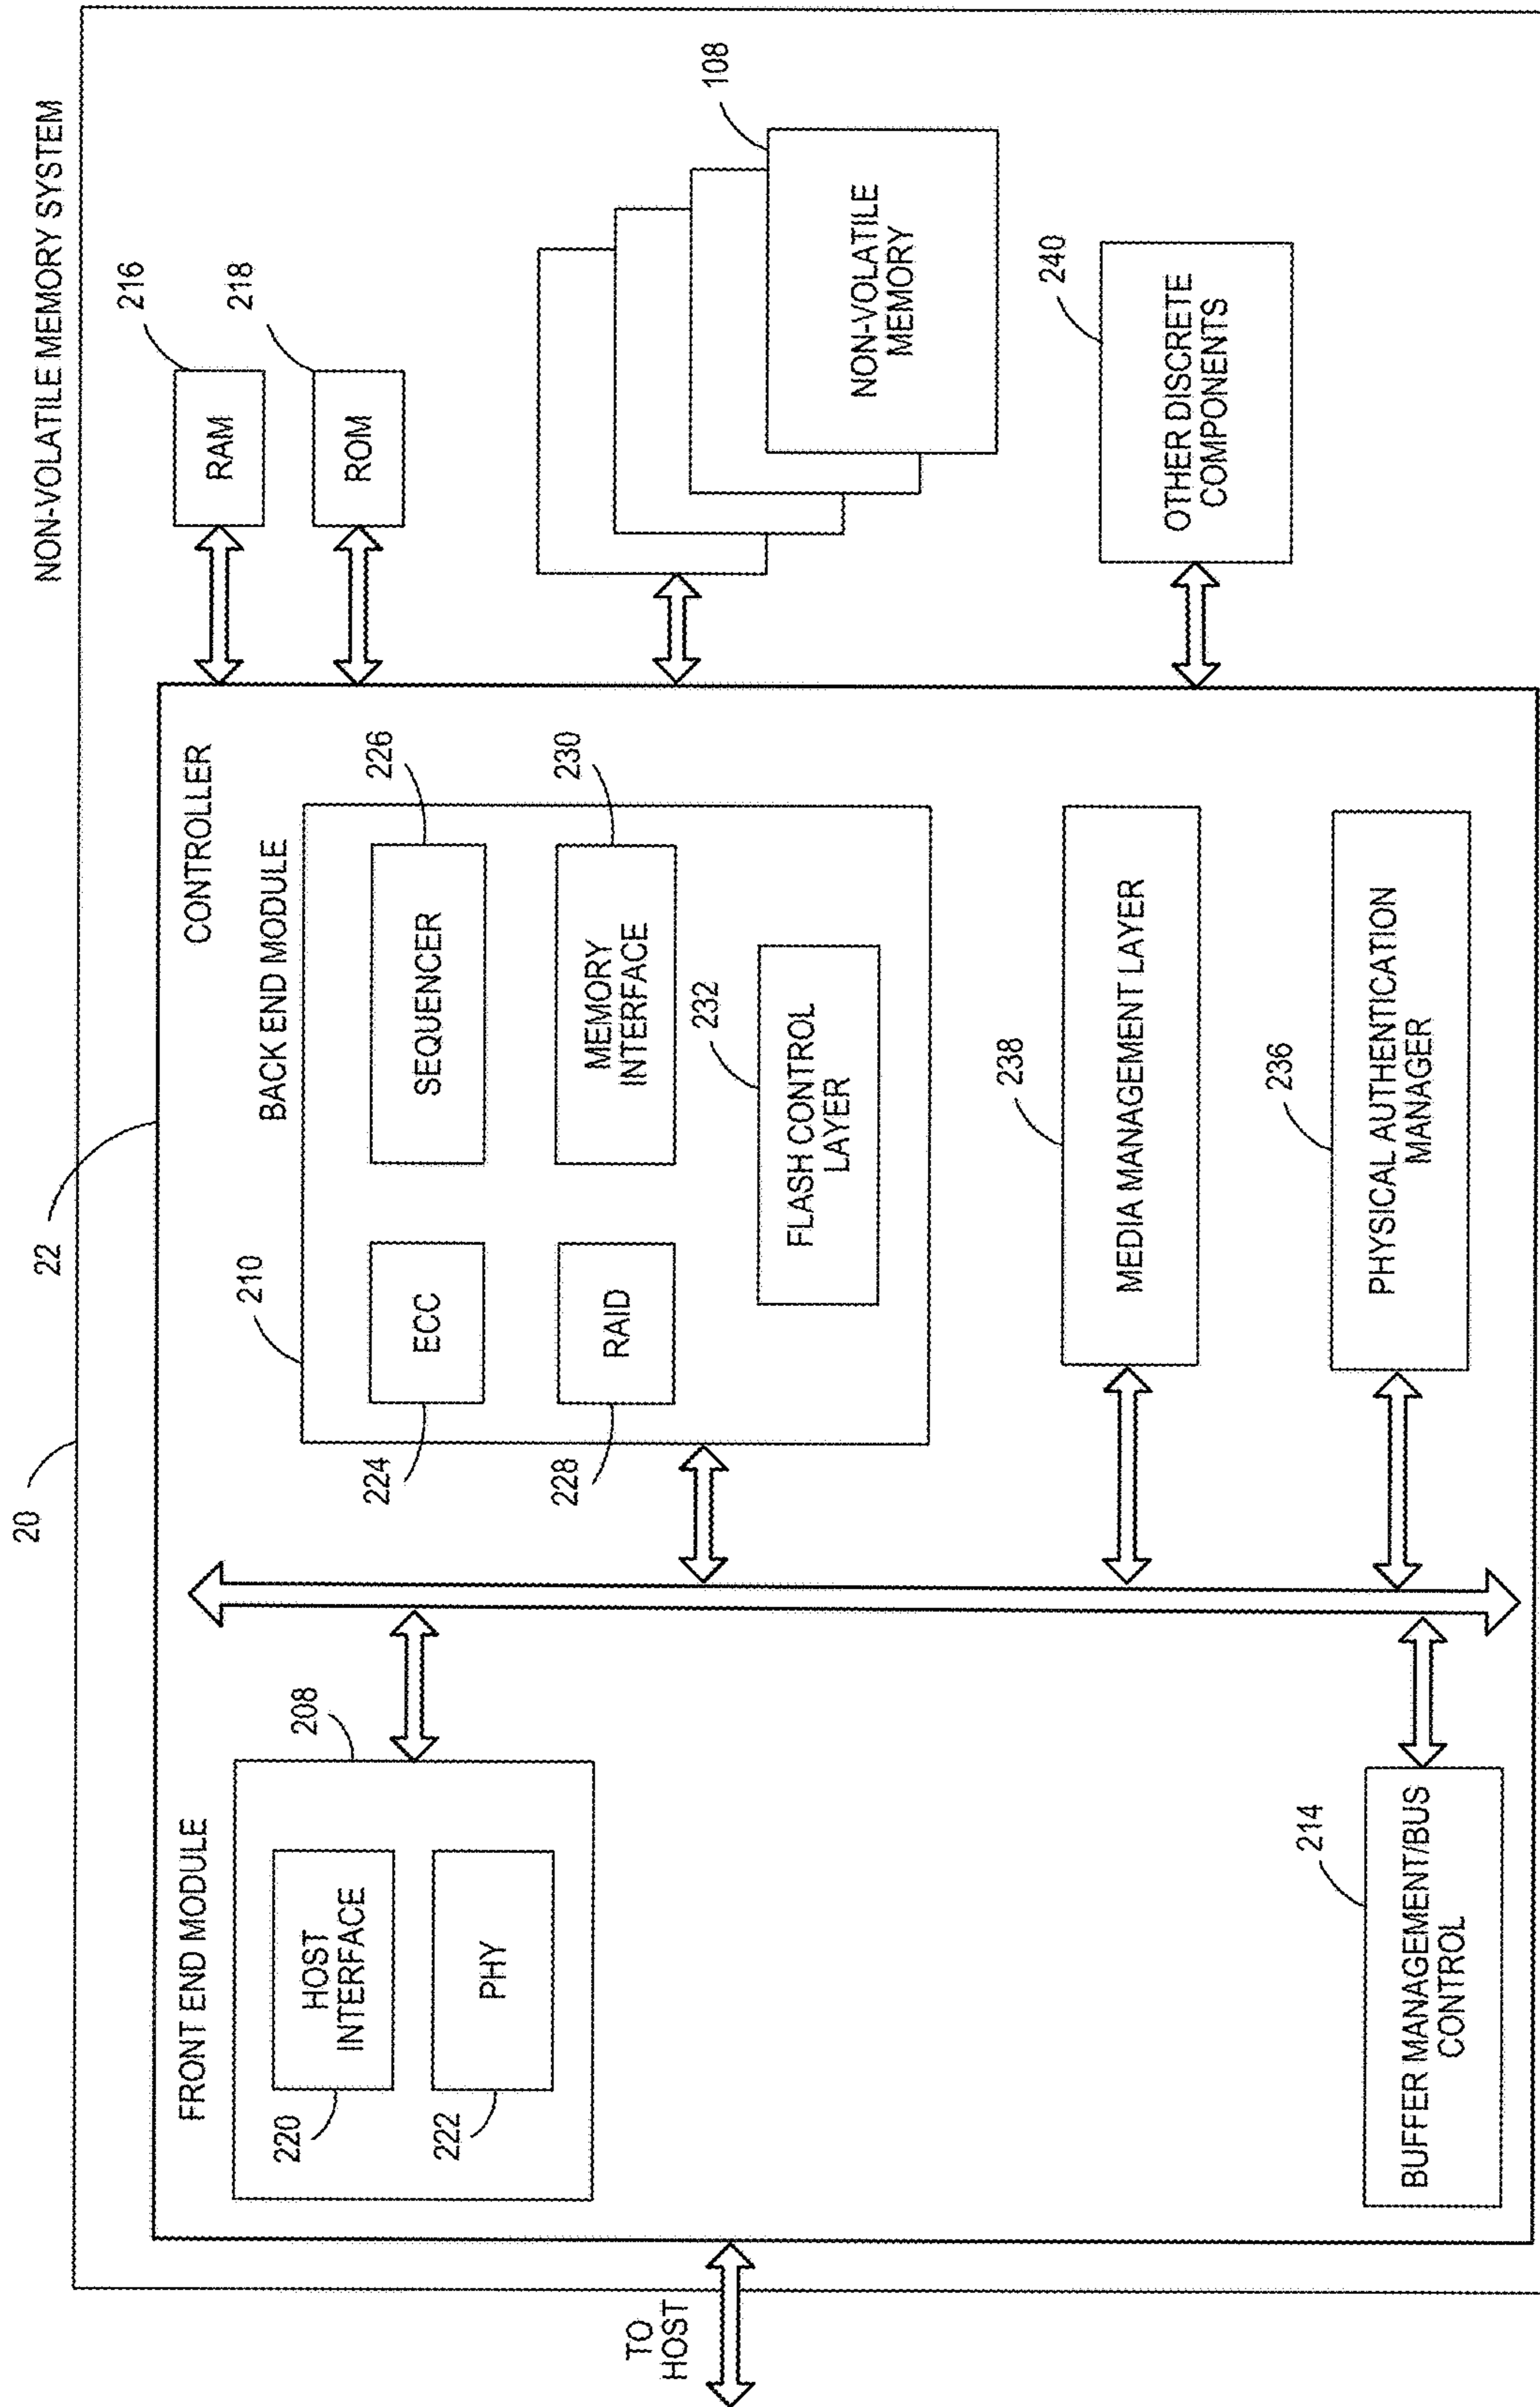 NON-VOLATILE MEMORY SYSTEM
20
22
CONTROLLER
FRONT END MODULE
208
HOST
INTERFACE
220
PHY
222
TO
HOST
BACK END MODULE
210
ECC
224
SEQUENCER
226
RAID
228
MEMORY
INTERFACE
230
FLASH CONTROL
LAYER
232
MEDIA MANAGEMENT LAYER
238
PHYSICAL AUTHENTICATION
MANAGER
236
BUFFER MANAGEMENT/BUS
CONTROL
214
RAM
216
ROM
218
NON-VOLATILE
MEMORY
108
OTHER DISCRETE
COMPONENTS
240